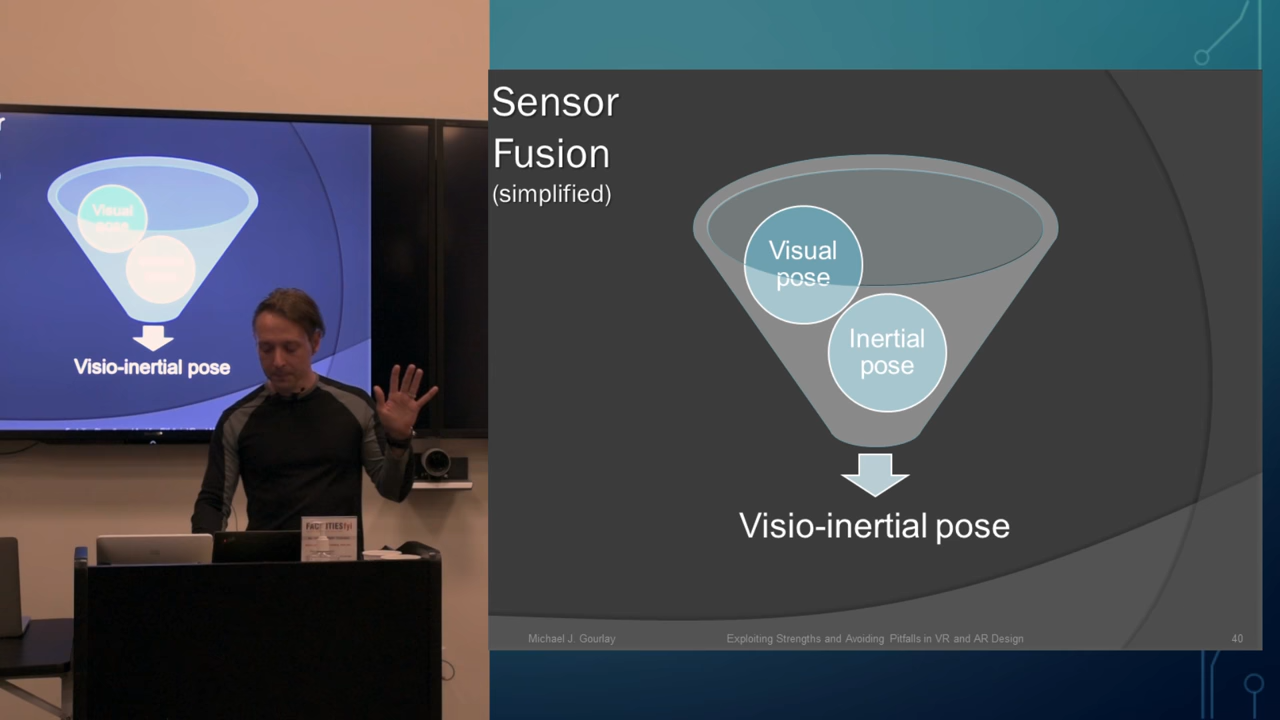 Sensor
Fusion
(simplified)
Visual
pose
Inertial
pose
Visio-inertial pose
Michael J. Gourlay
Exploiting Strengths and Avoiding Pitfalls in VR and AR Design
40
Visual
Visio-inertial pose